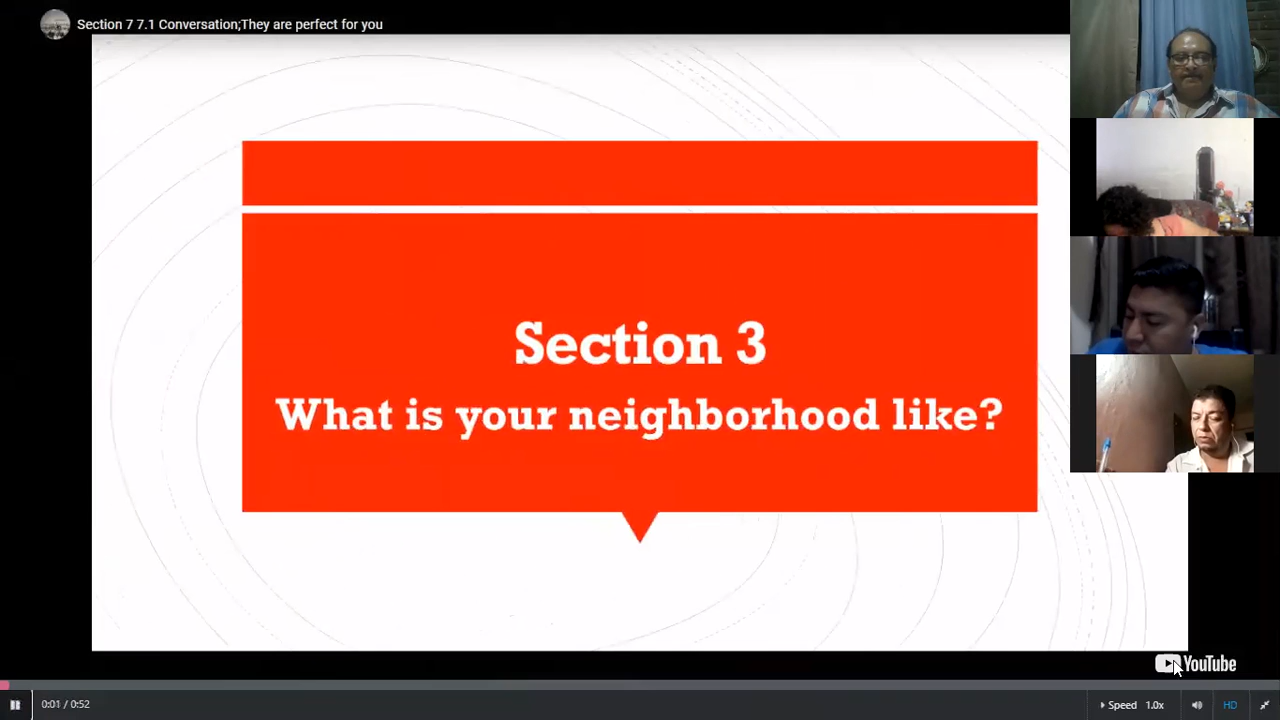 Section 7 7.1 Conversation;They are perfect for you
Section 3
What is your neighborhood like?
YouTube
0:01 / 0:52
Speed 1.0x
HD